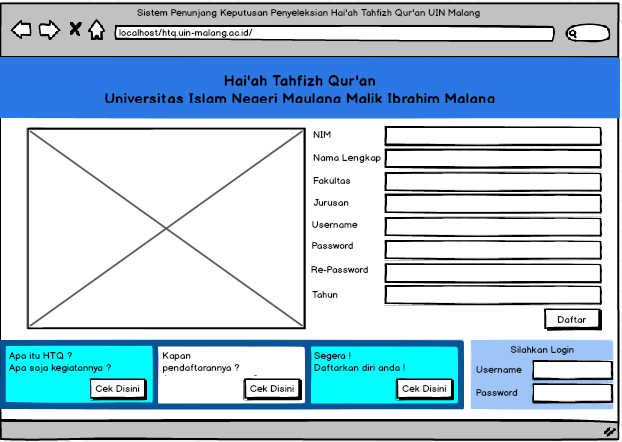 Sistem Penunjang Keputusan Penyeleksian Hai'ah Tahfizh Qur'an UIN Malang
localhost/htq.uin-malang.ac.id/
Hai'ah Tahfizh Qur'an
Universitas Islam Negeri Maulana Malik Ibrahim Malang
NIM
Nama Lengkap
Fakultas
Jurusan
Username
Password
Re-Password
Tahun
Daftar
Apa itu HTQ ?
Apa saja kegiatannya ?
Cek Disini
Kapan
pendaftarannya ?
Cek Disini
Segera !
Daftarkan diri anda !
Cek Disini
Silahkan Login
Username
Password